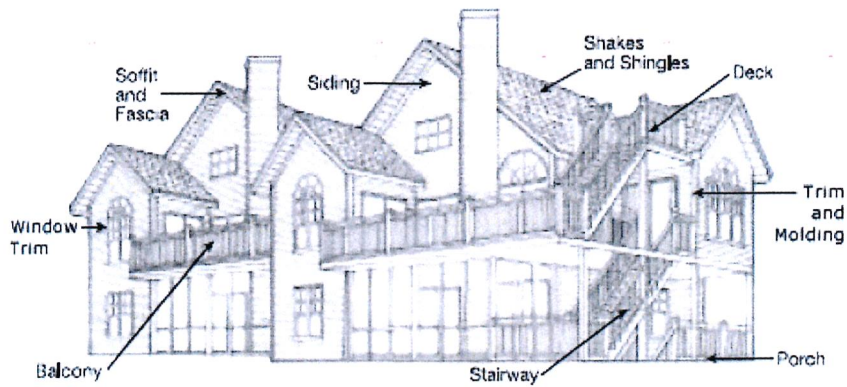 Soffit
and
Fascia
Siding
Shakes
and Shingles
Deck
Trim
and
Molding
Window
Trim
Balcony
Stairway
Porch